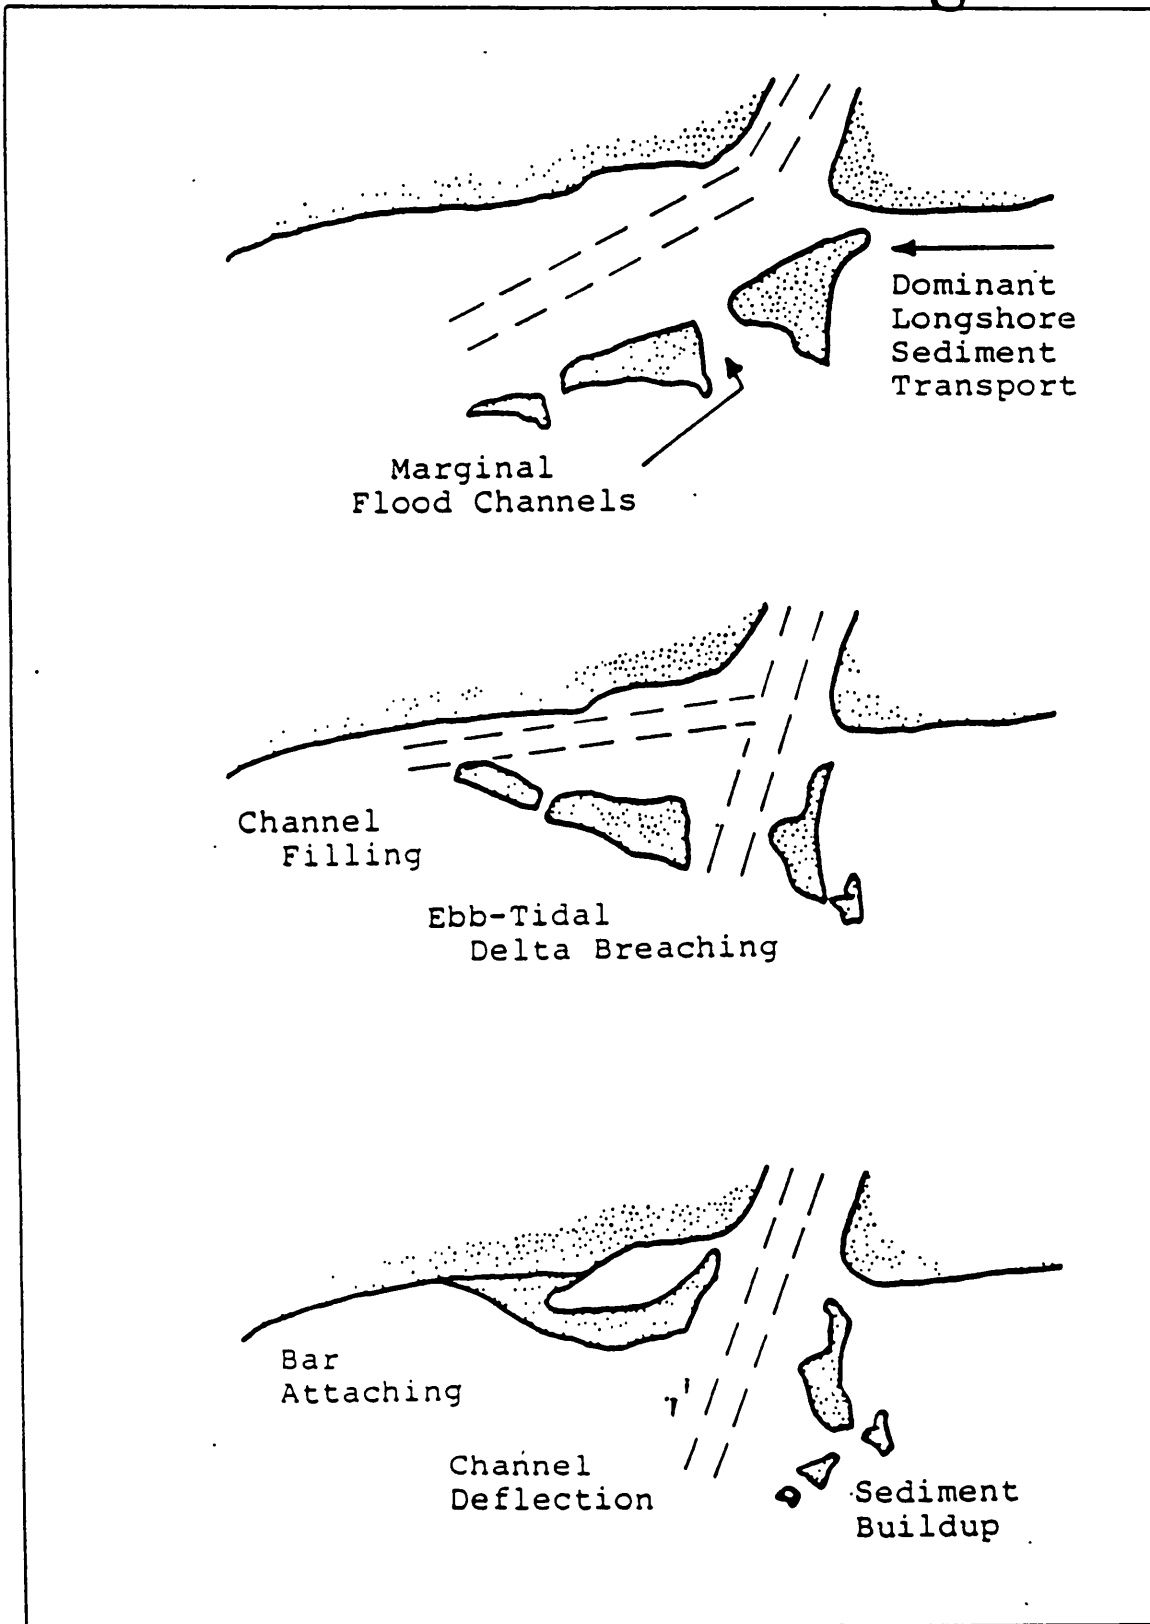 Dominant
Longshore
Sediment
Transport
Marginal
Flood Channels
Channel
Filling
Ebb-Tidal
Delta Breaching
Bar
Attaching
Channel
Deflection
Sediment
Buildup